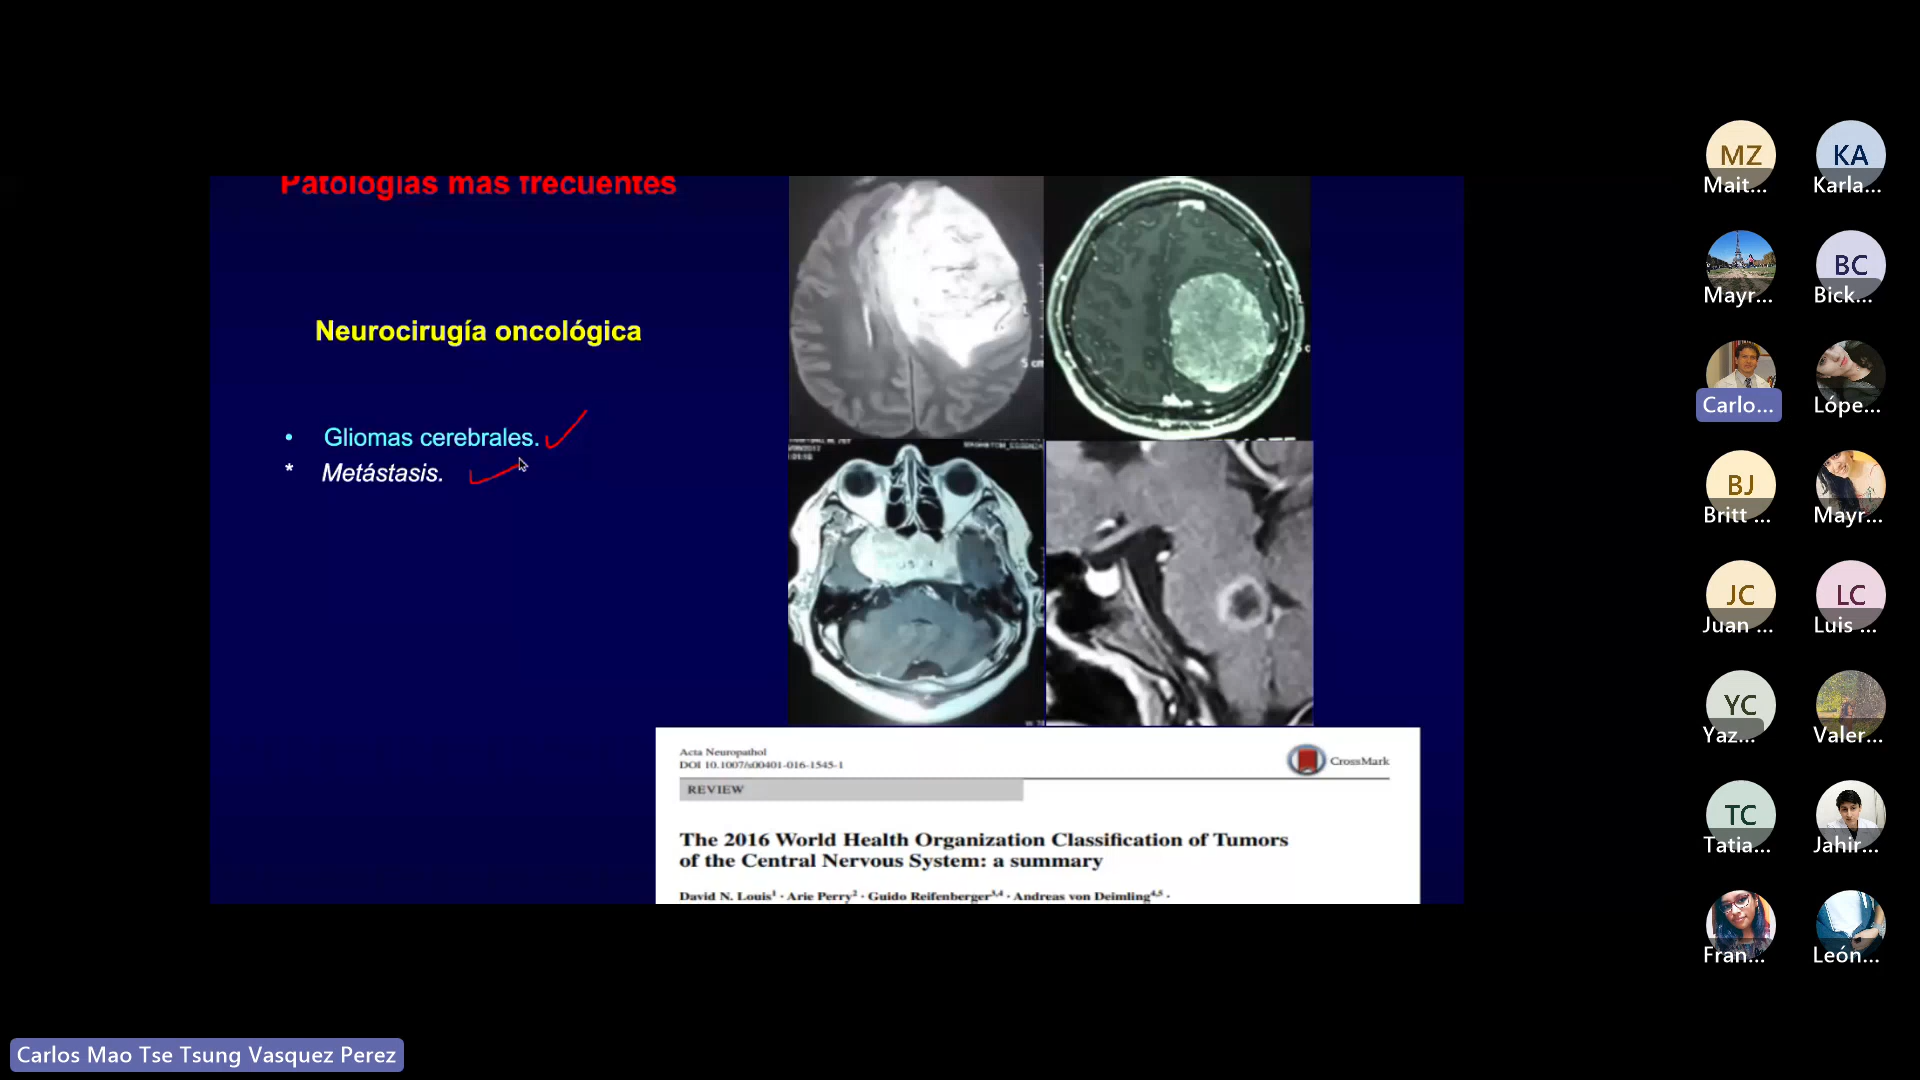 Patologías más frecuentes
Neurocirugía oncológica
• Gliomas cerebrales.
* Metástasis.
5 cm
Acta Neuropathol
DOI 10.1007/s00401-016-1545-1
CrossMark
REVIEW
The 2016 World Health Organization Classification of Tumors
of the Central Nervous System: a summary
David N. Louis1 · Arie Perry2 · Guido Reifenberger3,4 · Andreas von Deimling4,5 ·
MZ
Mait...
KA
Karla...
Mayr...
BC
Bick...
Carlo...
Lópe...
BJ
Britt ...
Mayr...
JC
Juan ...
LC
Luis ...
YC
Yaz...
Valer...
TC
Tatia...
Jahir...
Fran...
León...
Carlos Mao Tse Tsung Vasquez Perez